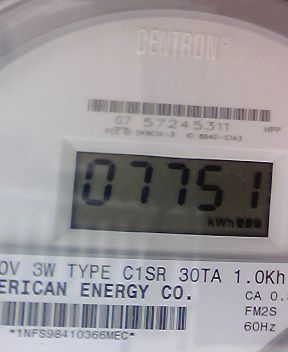 CENTRON
07 57245311 HPP
07751
kWh
0V 3W TYPE C1SR 30TA 1.0Kh
ERICAN ENERGY CO.
CA 0.
FM2S
60Hz
*1NFS98410366MEC*